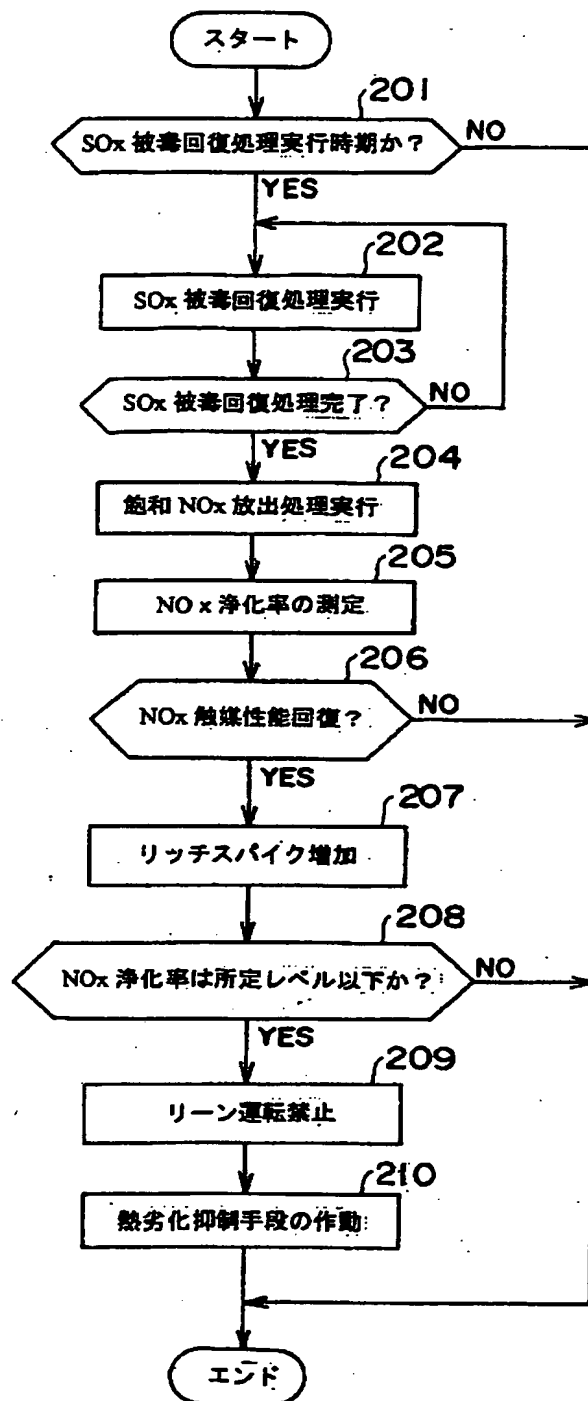 スタート
201
SOx 被毒回復処理実行時期か？
NO
YES
202
SOx 被毒回復処理実行
203
SOx 被毒回復処理完了？
NO
YES
204
飽和 NOx 放出処理実行
205
NOx 浄化率の測定
206
NOx 触媒性能回復？
NO
YES
207
リッチスパイク増加
208
NOx 浄化率は所定レベル以下か？
NO
YES
209
リーン運転禁止
210
熱劣化抑制手段の作動
エンド